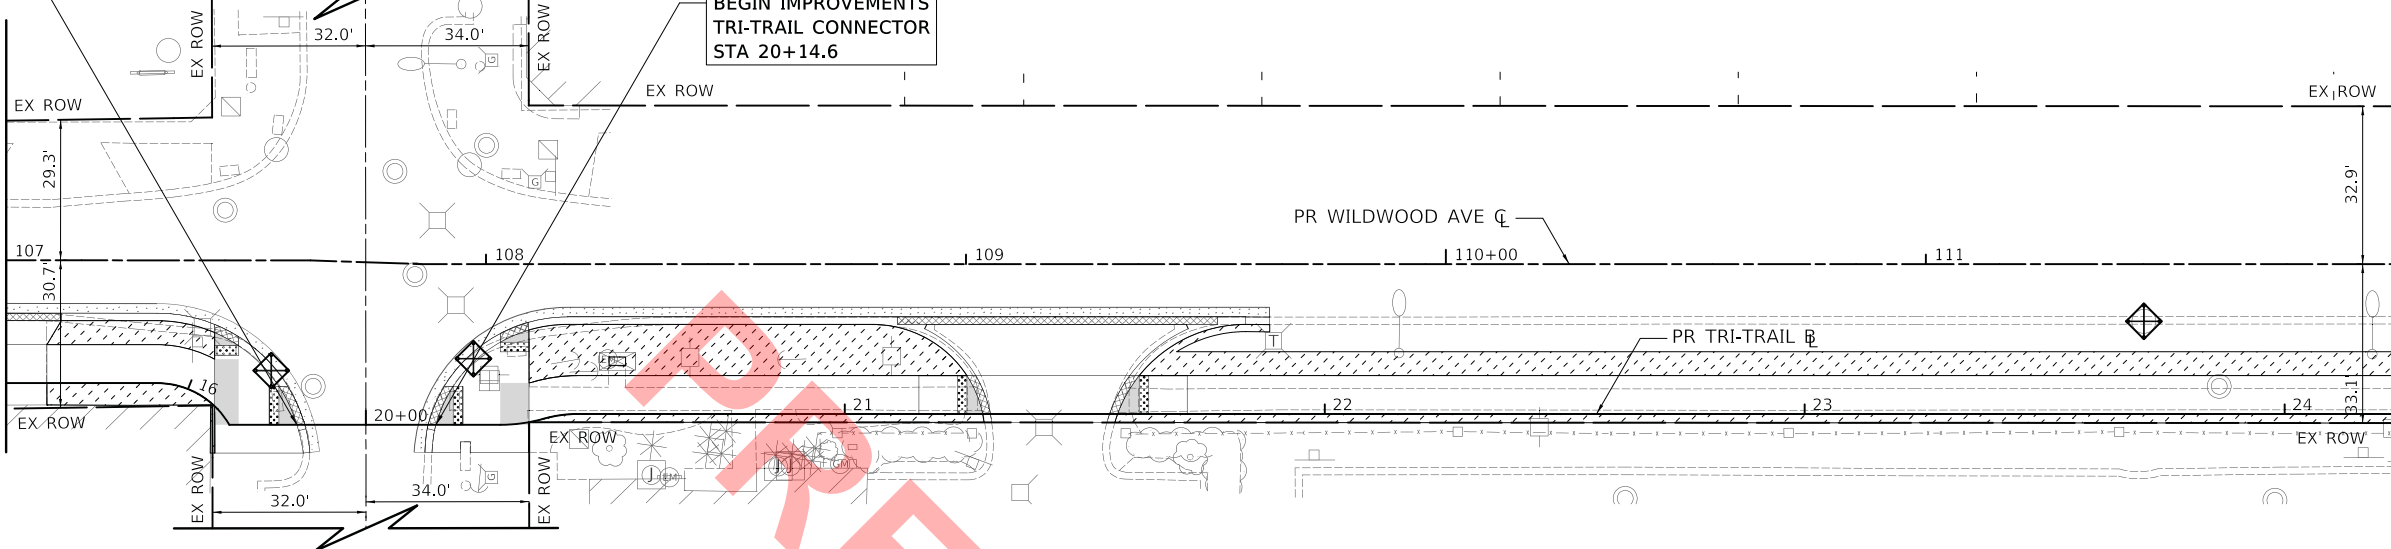 BEGIN IMPROVEMENTS
TRI-TRAIL CONNECTOR
STA 20+14.6
EX ROW
EX ROW
32.0'
34.0'
EX ROW
EX ROW
EX ROW
G
G
29.3'
32.9'
PR WILDWOOD AVE ℄
107
108
109
110+00
111
30.7'
33.1'
T
PR TRI-TRAIL BL
16
20+00
21
22
23
24
EX ROW
EX ROW
EX ROW
EX ROW
EX ROW
J
J
J
GM
G
32.0'
34.0'
PRE